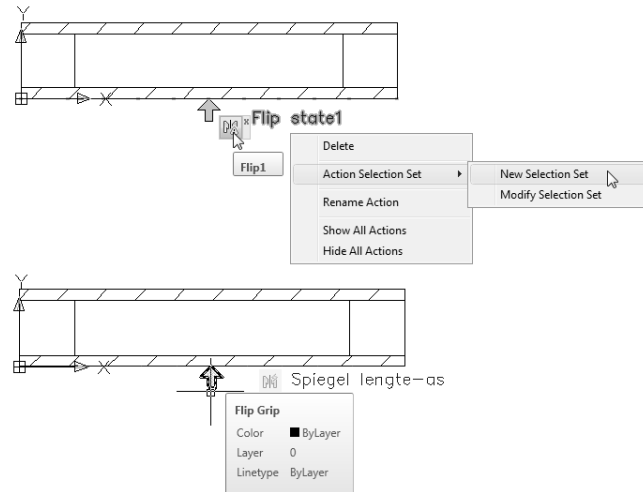 Y
X
Flip state1
x
Flip1
Delete
Action Selection Set
New Selection Set
Modify Selection Set
Rename Action
Show All Actions
Hide All Actions
Y
X
Spiegel lengte-as
Flip Grip
Color ByLayer
Layer 0
Linetype ByLayer